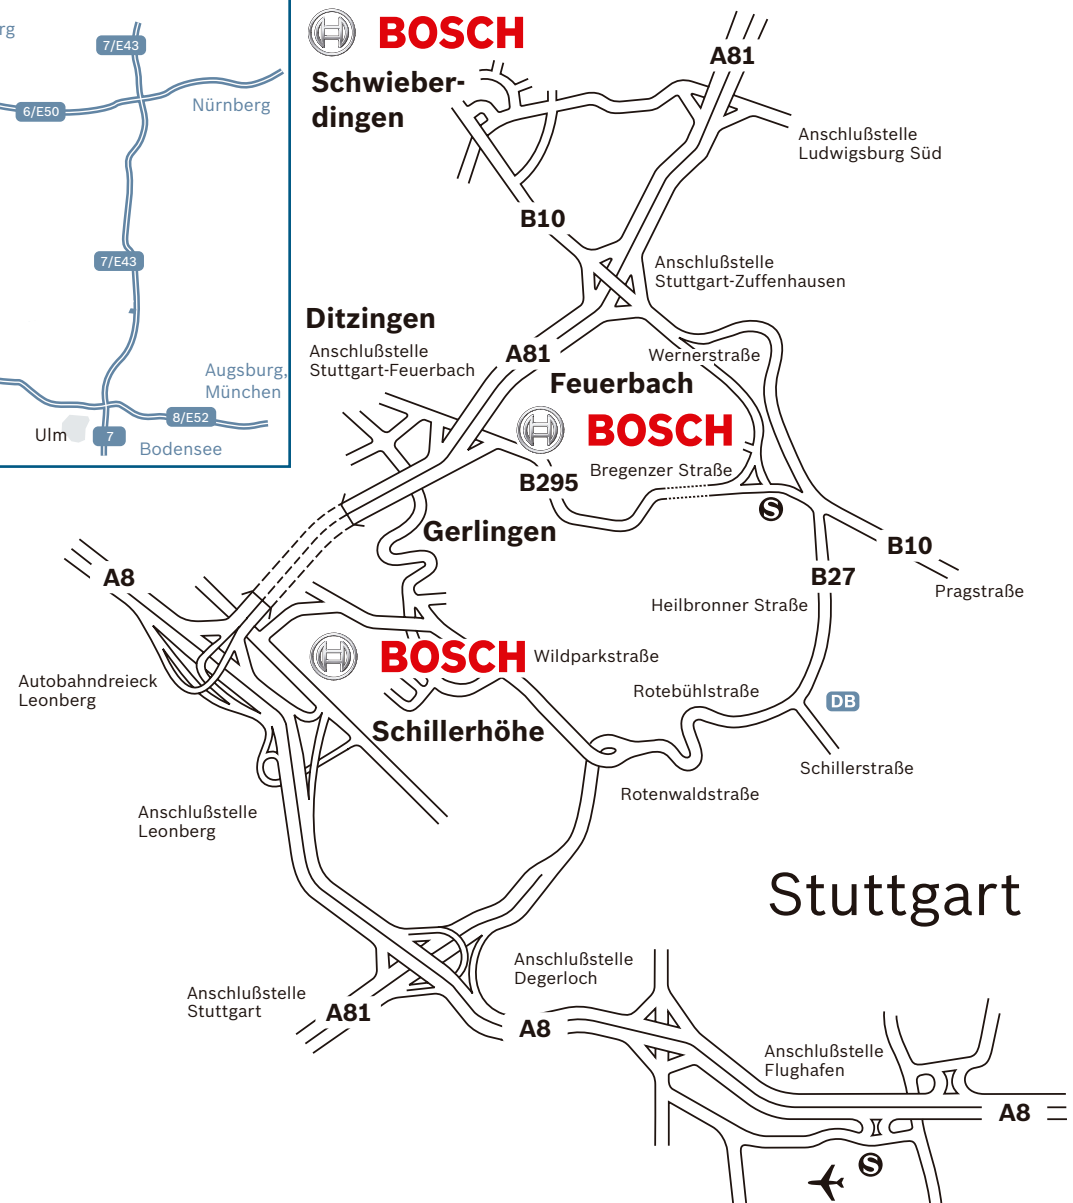 rg
7/E43
6/E50
Nürnberg
7/E43
Augsburg,
München
8/E52
Ulm
7
Bodensee
BOSCH
Schwieber-
dingen
A81
Anschlußstelle
Ludwigsburg Süd
B10
Anschlußstelle
Stuttgart-Zuffenhausen
Ditzingen
Anschlußstelle
Stuttgart-Feuerbach
A81
Wernerstraße
Feuerbach
BOSCH
Bregenzer Straße
B295
S
Gerlingen
B10
Pragstraße
A8
B27
Heilbronner Straße
BOSCH
Wildparkstraße
Autobahndreieck
Leonberg
Rotebühlstraße
DB
Schillerhöhe
Schillerstraße
Rotenwaldstraße
Anschlußstelle
Leonberg
Stuttgart
Anschlußstelle
Degerloch
Anschlußstelle
Stuttgart
A81
A8
Anschlußstelle
Flughafen
A8
S